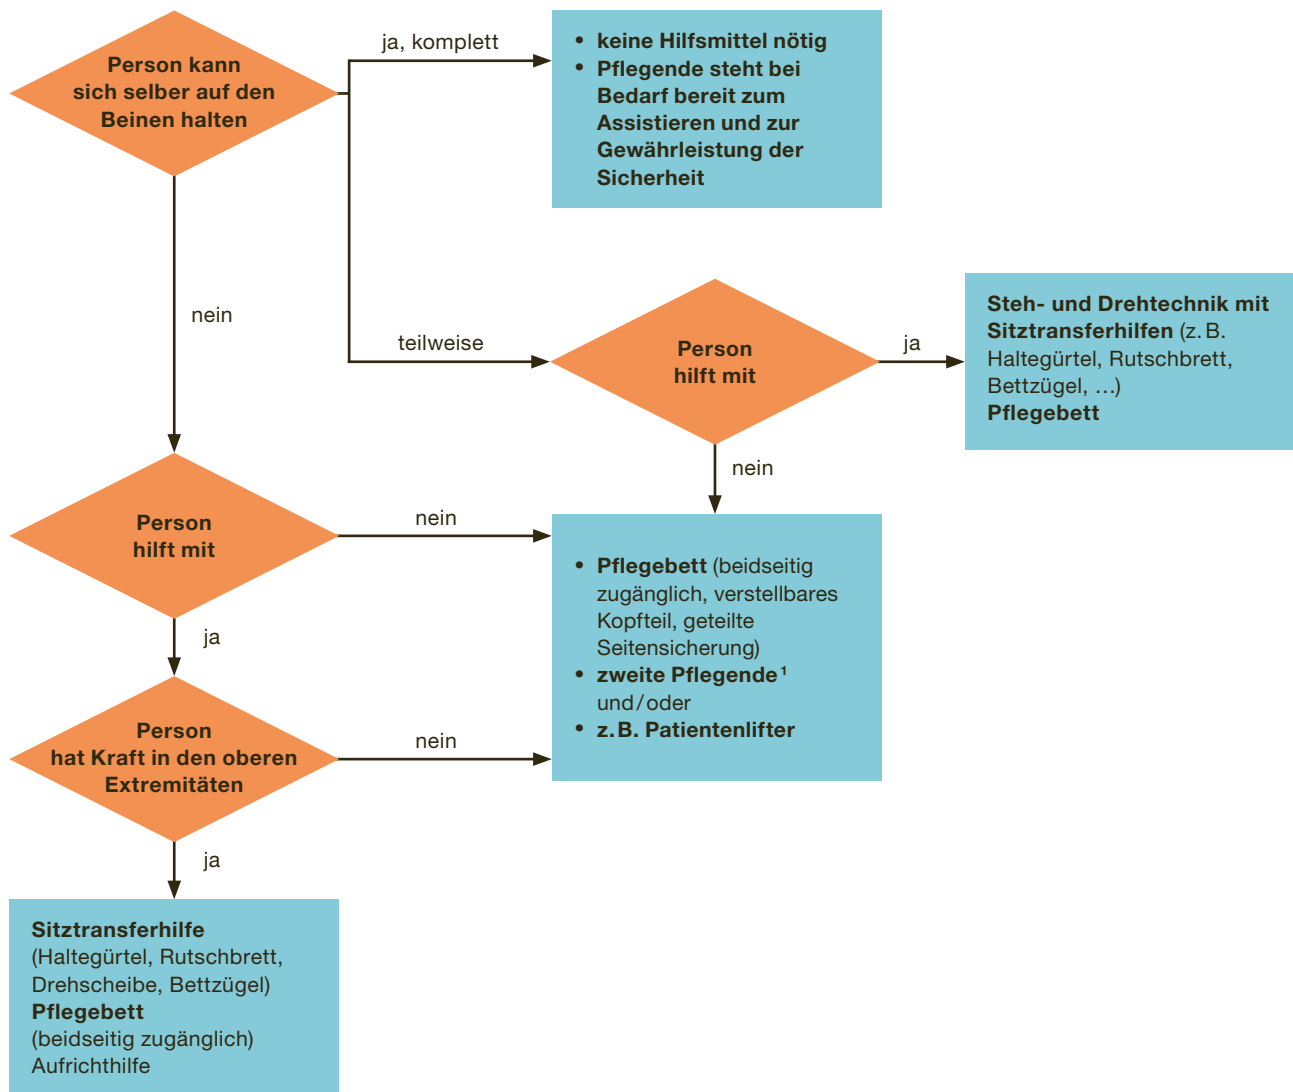 Person kann
sich selber auf den
Beinen halten
ja, komplett
• keine Hilfsmittel nötig
• Pflegende steht bei
Bedarf bereit zum
Assistieren und zur
Gewährleistung der
Sicherheit
nein
teilweise
Person
hilft mit
ja
Steh- und Drehtechnik mit
Sitztransferhilfen (z. B.
Haltegürtel, Rutschbrett,
Bettzügel, …)
Pflegebett
nein
Person
hilft mit
nein
• Pflegebett (beidseitig
zugänglich, verstellbares
Kopfteil, geteilte
Seitensicherung)
• zweite Pflegende ¹
und/oder
• z. B. Patientenlifter
ja
Person
hat Kraft in den oberen
Extremitäten
nein
ja
Sitztransferhilfe
(Haltegürtel, Rutschbrett,
Drehscheibe, Bettzügel)
Pflegebett
(beidseitig zugänglich)
Aufrichthilfe